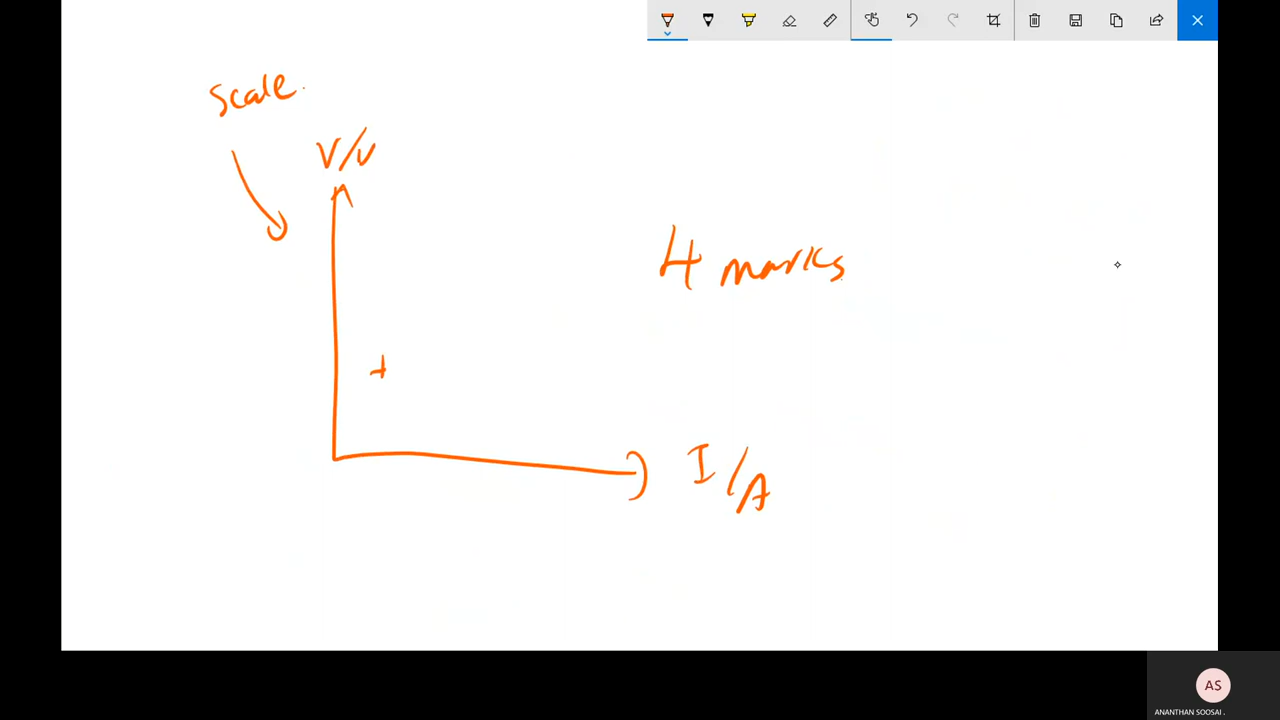 scale.
V/V
4 marks
I/A
AS
ANANTHAN SOOSAI .